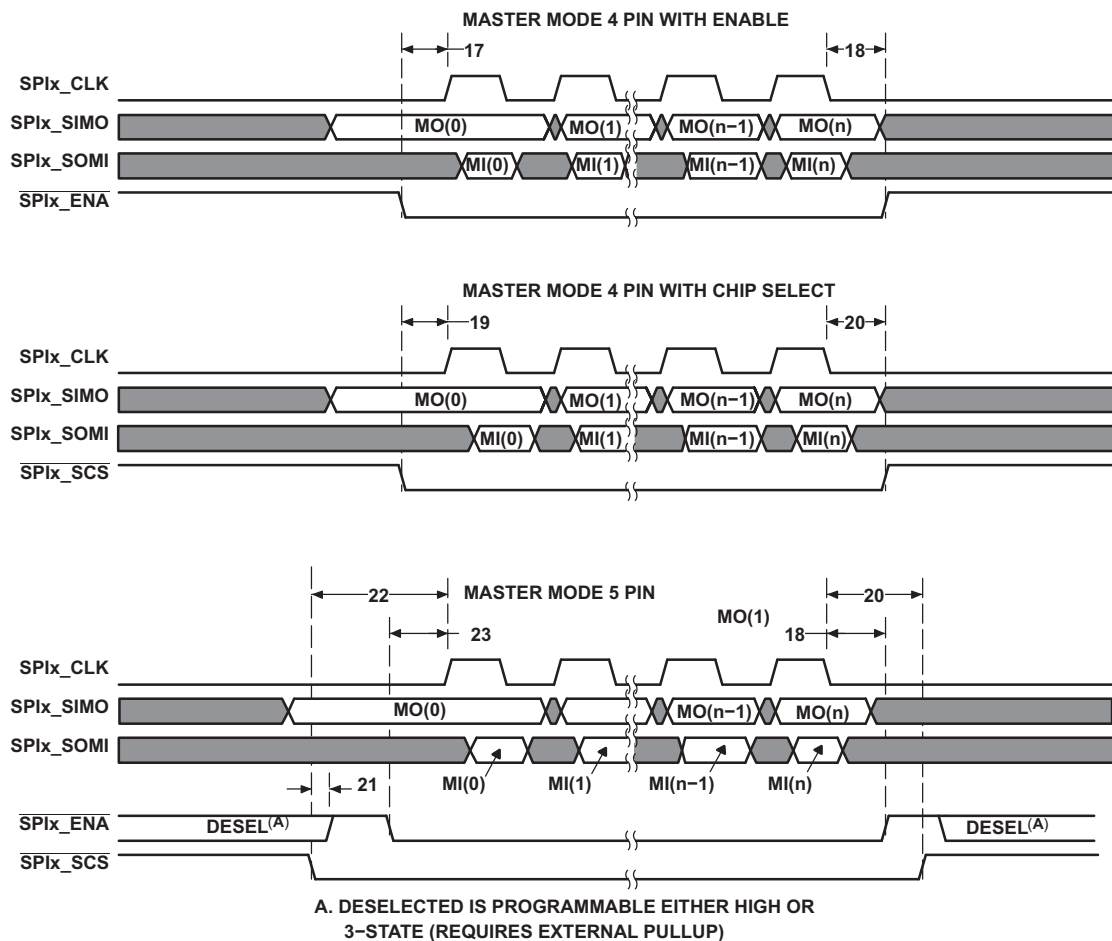 MASTER MODE 4 PIN WITH ENABLE
17
18
SPIx_CLK
SPIx_SIMO
MO(0)
MO(1)
MO(n−1)
MO(n)
SPIx_SOMI
MI(0)
MI(1)
MI(n−1)
MI(n)
SPIx_ENA
MASTER MODE 4 PIN WITH CHIP SELECT
19
20
SPIx_CLK
SPIx_SIMO
MO(0)
MO(1)
MO(n−1)
MO(n)
SPIx_SOMI
MI(0)
MI(1)
MI(n−1)
MI(n)
SPIx_SCS
22
MASTER MODE 5 PIN
20
MO(1)
23
18
SPIx_CLK
SPIx_SIMO
MO(0)
MO(n−1)
MO(n)
SPIx_SOMI
21
MI(0)
MI(1)
MI(n−1)
MI(n)
SPIx_ENA
DESEL(A)
DESEL(A)
SPIx_SCS
A. DESELECTED IS PROGRAMMABLE EITHER HIGH OR
3−STATE (REQUIRES EXTERNAL PULLUP)